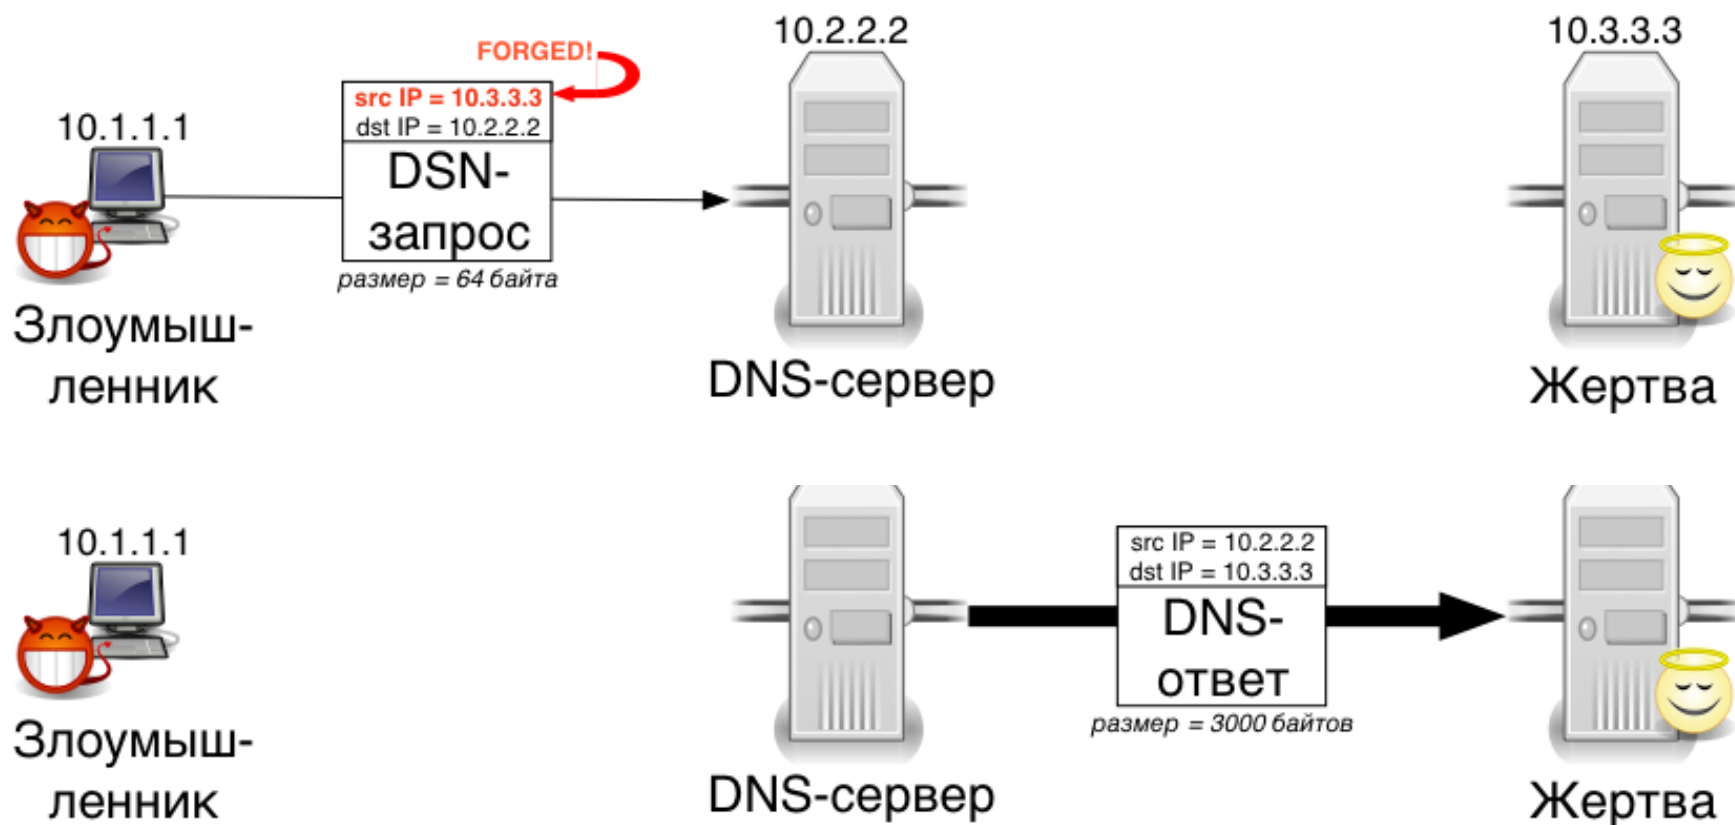 10.2.2.2
10.3.3.3
FORGED!
src IP = 10.3.3.3
dst IP = 10.2.2.2
10.1.1.1
DSN-
запрос
размер = 64 байта
Злоумыш-
ленник
DNS-сервер
Жертва
10.1.1.1
src IP = 10.2.2.2
dst IP = 10.3.3.3
DNS-
ответ
размер = 3000 байтов
Злоумыш-
ленник
DNS-сервер
Жертва